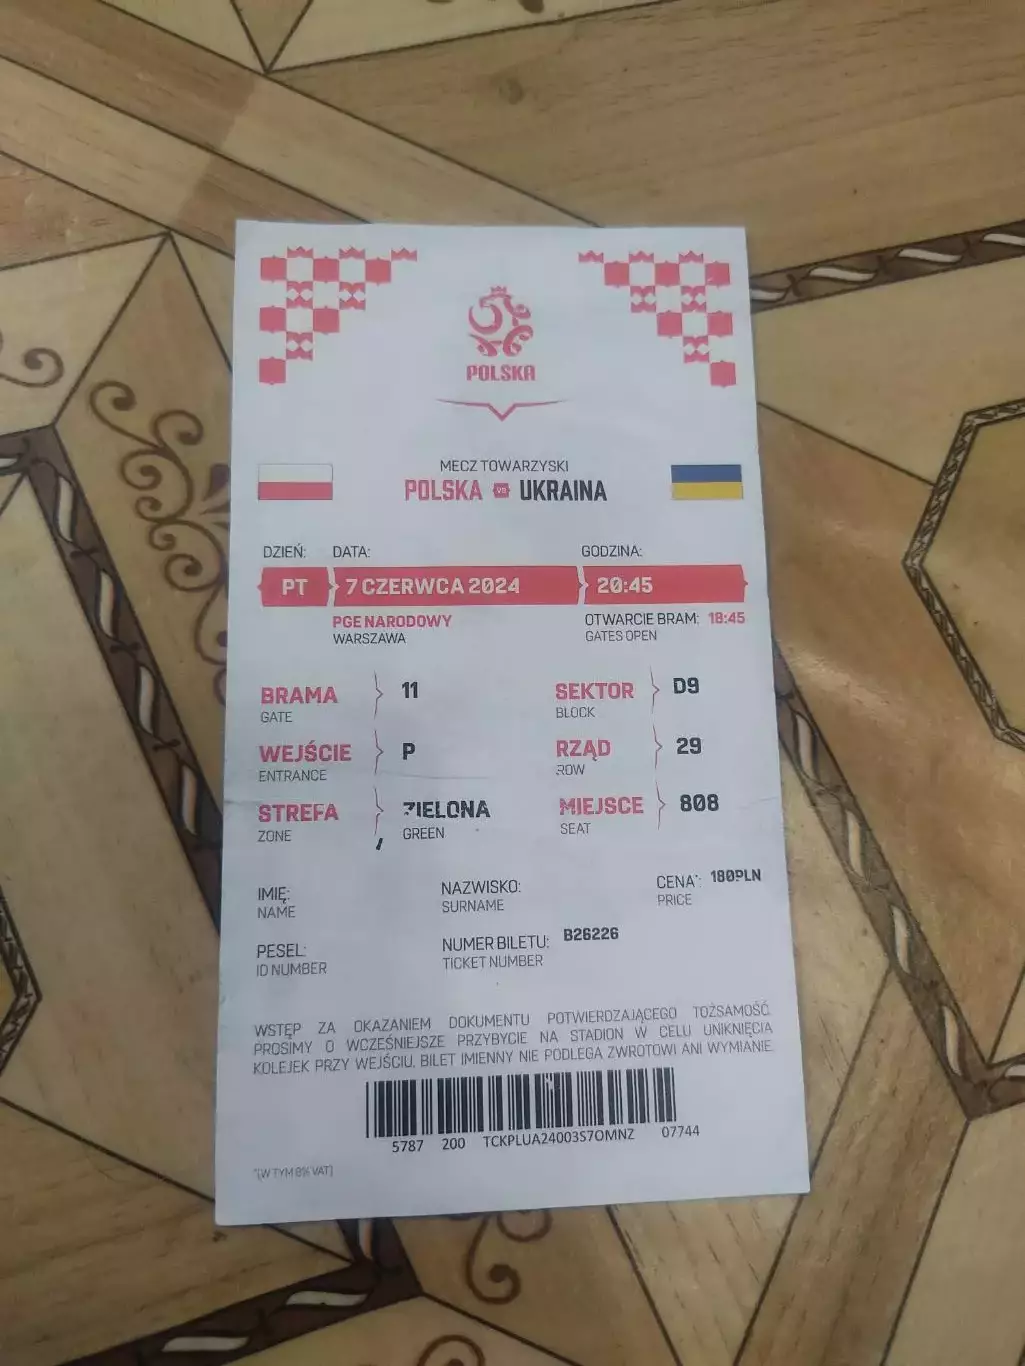 POLSKA
MECZ TOWARZYSKI
POLSKA VS UKRAINA
DZIEŃ: DATA: GODZINA:
PT 7 CZERWCA 2024 20:45
PGE NARODOWY OTWARCIE BRAM: 18:45
WARSZAWA GATES OPEN
BRAMA 11 SEKTOR D9
GATE BLOCK
WEJŚCIE P RZĄD 29
ENTRANCE ROW
STREFA ZIELONA MIEJSCE 808
ZONE GREEN SEAT
IMIĘ: NAZWISKO: CENA*: 180PLN
NAME SURNAME PRICE
PESEL: NUMER BILETU: B26226
ID NUMBER TICKET NUMBER
WSTĘP ZA OKAZANIEM DOKUMENTU POTWIERDZAJĄCEGO TOŻSAMOŚĆ.
PROSIMY O WCZEŚNIEJSZE PRZYBYCIE NA STADION W CELU UNIKNIĘCIA
KOLEJEK PRZY WEJŚCIU. BILET IMIENNY NIE PODLEGA ZWROTOWI ANI WYMIANIE.
5787 200 TCKPLUA24003S7OMNZ 07744
*(W TYM 8% VAT)